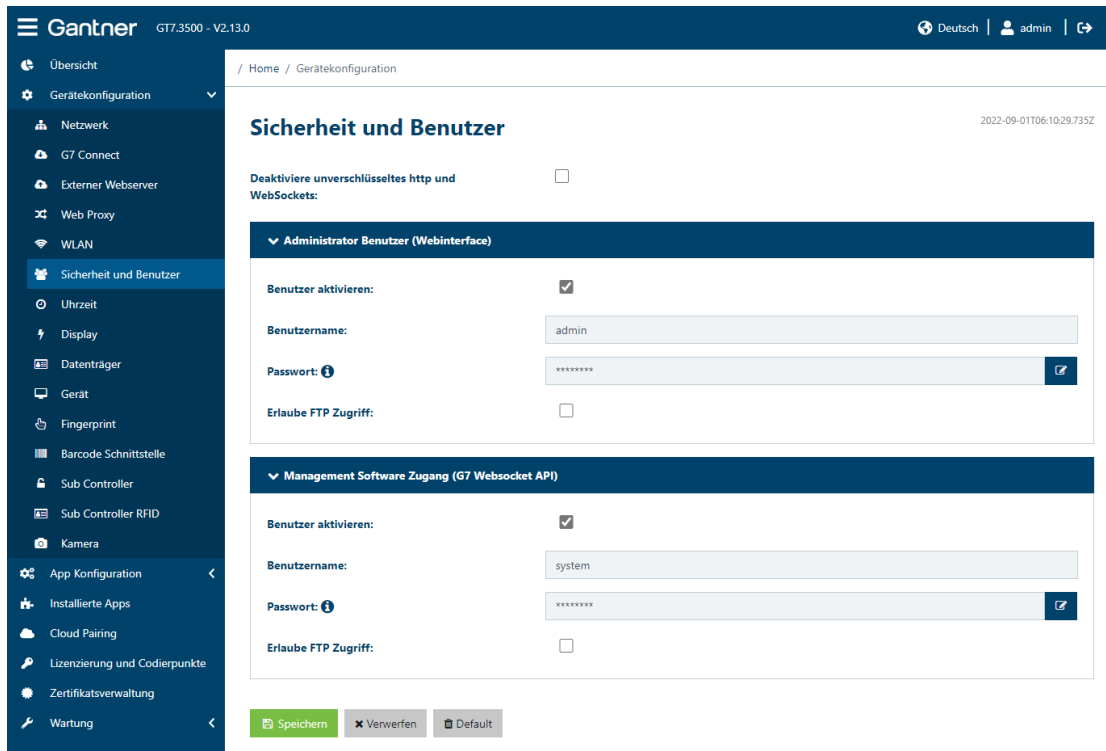 Gantner GT7.3500 - V2.13.0
Deutsch | admin |
Übersicht
Gerätekonfiguration
Netzwerk
G7 Connect
Externer Webserver
Web Proxy
WLAN
Sicherheit und Benutzer
Uhrzeit
Display
Datenträger
Gerät
Fingerprint
Barcode Schnittstelle
Sub Controller
Sub Controller RFID
Kamera
App Konfiguration
Installierte Apps
Cloud Pairing
Lizenzierung und Codierpunkte
Zertifikatsverwaltung
Wartung
/ Home / Gerätekonfiguration
Sicherheit und Benutzer
2022-09-01T06:10:29.735Z
Deaktiviere unverschlüsseltes http und
WebSockets:
Administrator Benutzer (Webinterface)
Benutzer aktivieren:
Benutzername: admin
Passwort: ********
Erlaube FTP Zugriff:
Management Software Zugang (G7 Websocket API)
Benutzer aktivieren:
Benutzername: system
Passwort: ********
Erlaube FTP Zugriff:
Speichern Verwerfen Default